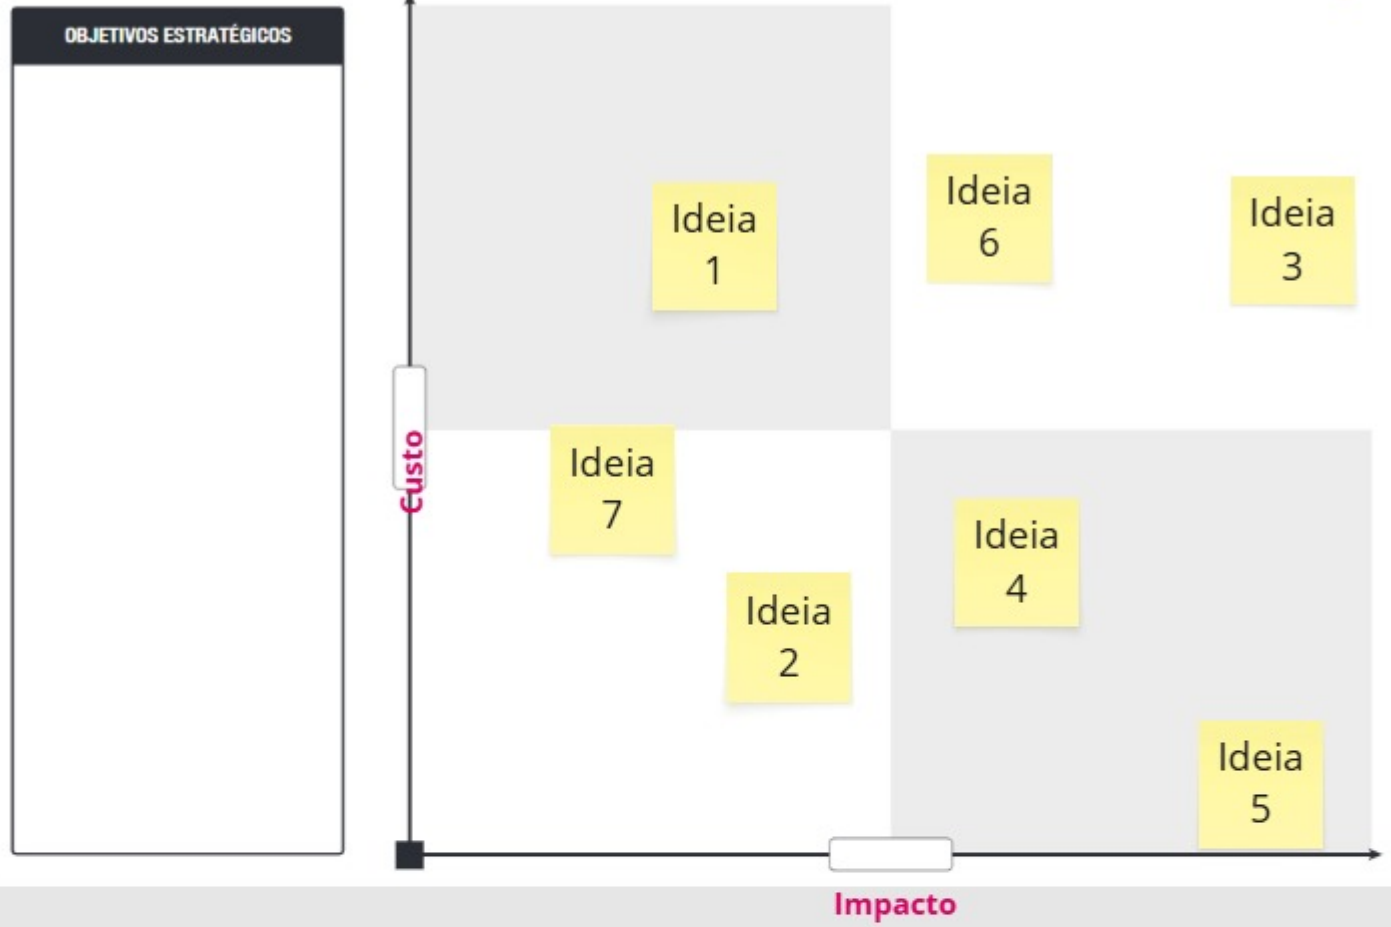 OBJETIVOS ESTRATÉGICOS
Ideia
1
Ideia
6
Ideia
3
Custo
Ideia
7
Ideia
4
Ideia
2
Ideia
5
Impacto